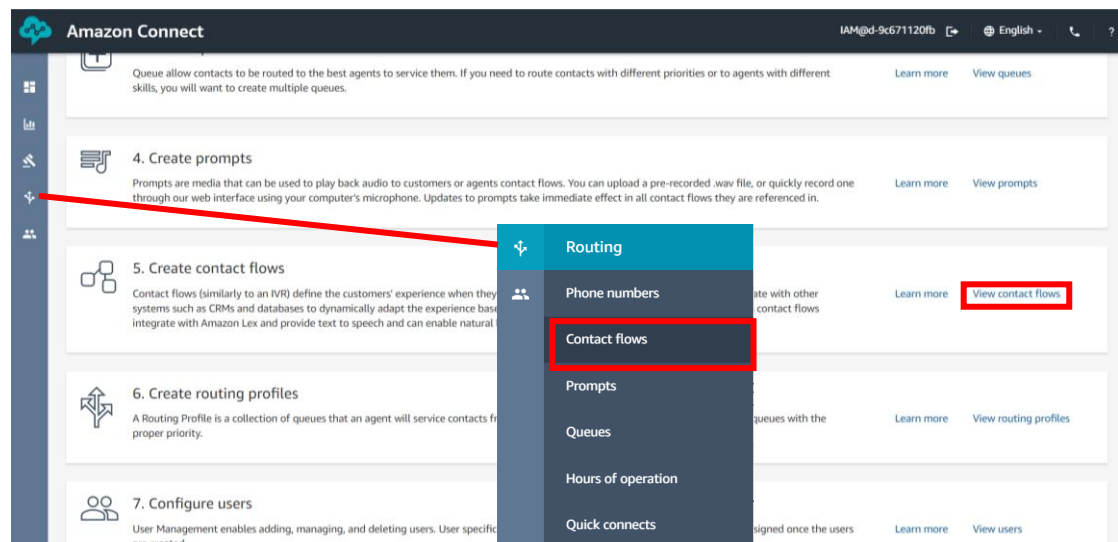 Amazon Connect
IAM@d-9c671120fb
English
?
Queue allow contacts to be routed to the best agents to service them. If you need to route contacts with different priorities or to agents with different
skills, you will want to create multiple queues.
Learn more
View queues
4. Create prompts
Prompts are media that can be used to play back audio to customers or agents contact flows. You can upload a pre-recorded .wav file, or quickly record one
through our web interface using your computer's microphone. Updates to prompts take immediate effect in all contact flows they are referenced in.
Learn more
View prompts
5. Create contact flows
Contact flows (similarly to an IVR) define the customers' experience when they
systems such as CRMs and databases to dynamically adapt the experience base
integrate with Amazon Lex and provide text to speech and can enable natural
ate with other
contact flows
Learn more
View contact flows
Routing
Phone numbers
Contact flows
Prompts
Queues
Hours of operation
Quick connects
6. Create routing profiles
A Routing Profile is a collection of queues that an agent will service contacts fr
proper priority.
queues with the
Learn more
View routing profiles
7. Configure users
User Management enables adding, managing, and deleting users. User specific
signed once the users
Learn more
View users